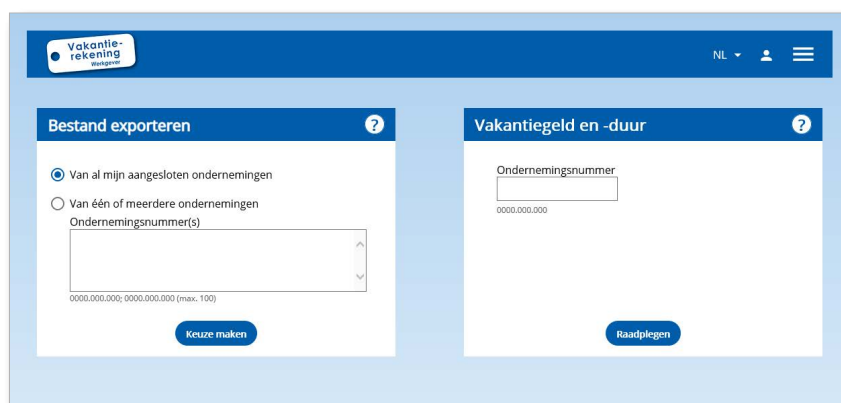 Vakantie-
rekening
Werkgever
NL
Bestand exporteren
?
Van al mijn aangesloten ondernemingen
Van één of meerdere ondernemingen
Ondernemingsnummer(s)
0000.000.000; 0000.000.000 (max. 100)
Keuze maken
Vakantiegeld en -duur
?
Ondernemingsnummer
0000.000.000
Raadplegen